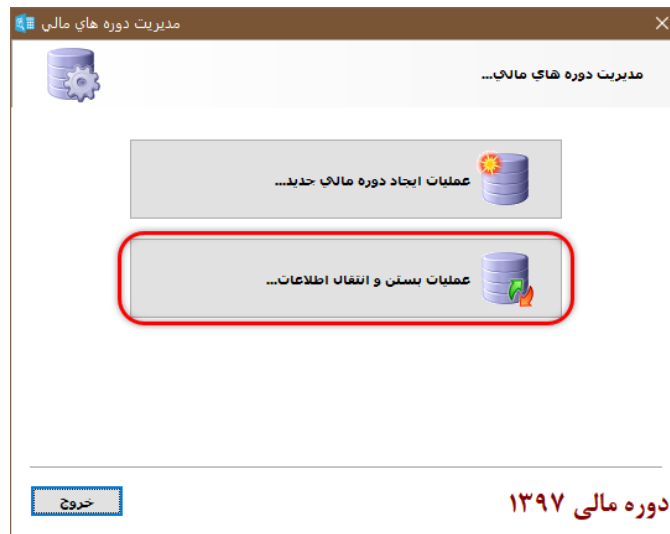 مديريت دوره هاي مالي
مديريت دوره هاي مالي...
عمليات ايجاد دوره مالي جديد...
عمليات بستن و انتقال اطلاعات...
دوره مالی ۱۳۹۷
خروج